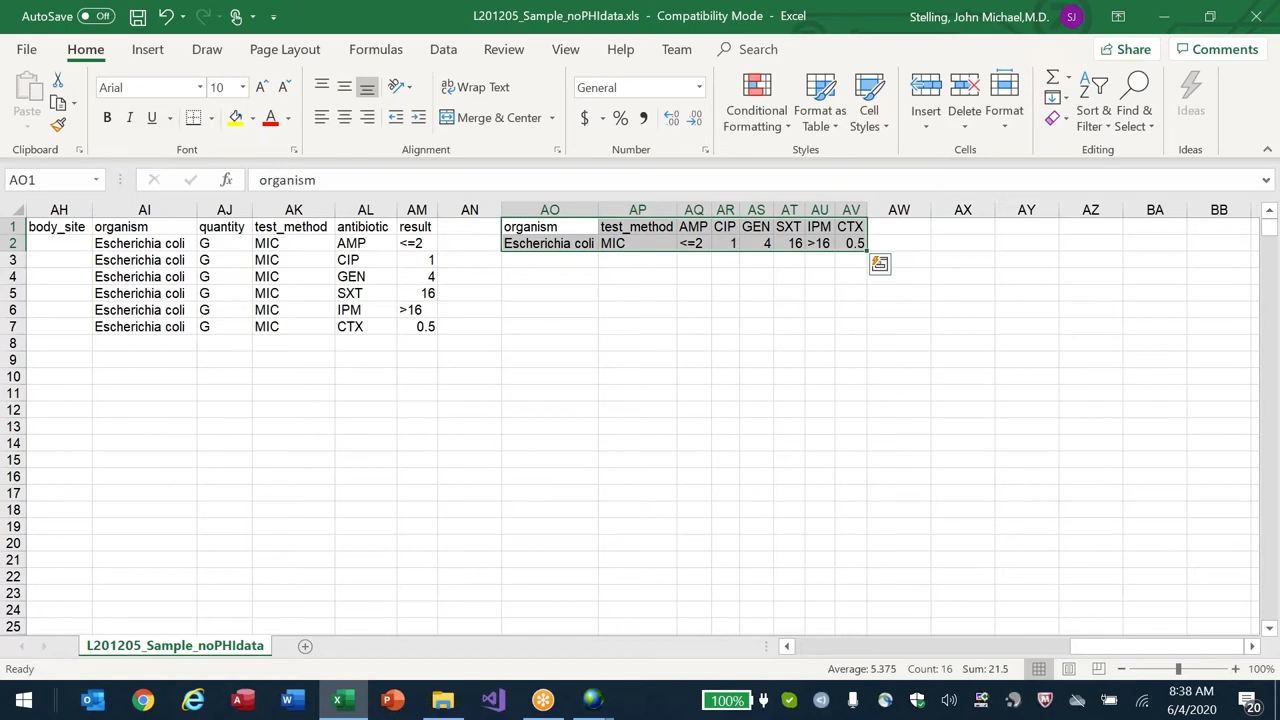 AutoSave Off L201205_Sample_noPHIdata.xls - Compatibility Mode - Excel Stelling, John Michael,M.D. SJ
File Home Insert Draw Page Layout Formulas Data Review View Help Team Search Share Comments
Paste
Clipboard
Arial 10
B I U
Font
Wrap Text
Merge & Center
Alignment
General
$ % ,
Number
Conditional Formatting
Format as Table
Cell Styles
Styles
Insert Delete Format
Cells
Sort & Filter
Find & Select
Editing
Ideas
Ideas
AO1 fx organism
AH AI AJ AK AL AM AN AO AP AQ AR AS AT AU AV AW AX AY AZ BA BB
1 body_site organism quantity test_method antibiotic result organism test_method AMP CIP GEN SXT IPM CTX
2 Escherichia coli G MIC AMP <=2 Escherichia coli MIC <=2 1 4 16 >16 0.5
3 Escherichia coli G MIC CIP 1
4 Escherichia coli G MIC GEN 4
5 Escherichia coli G MIC SXT 16
6 Escherichia coli G MIC IPM >16
7 Escherichia coli G MIC CTX 0.5
8
9
10
11
12
13
14
15
16
17
18
19
20
21
22
23
24
25
L201205_Sample_noPHIdata
Ready Average: 5.375 Count: 16 Sum: 21.5 100%
100% 8:38 AM
6/4/2020 20